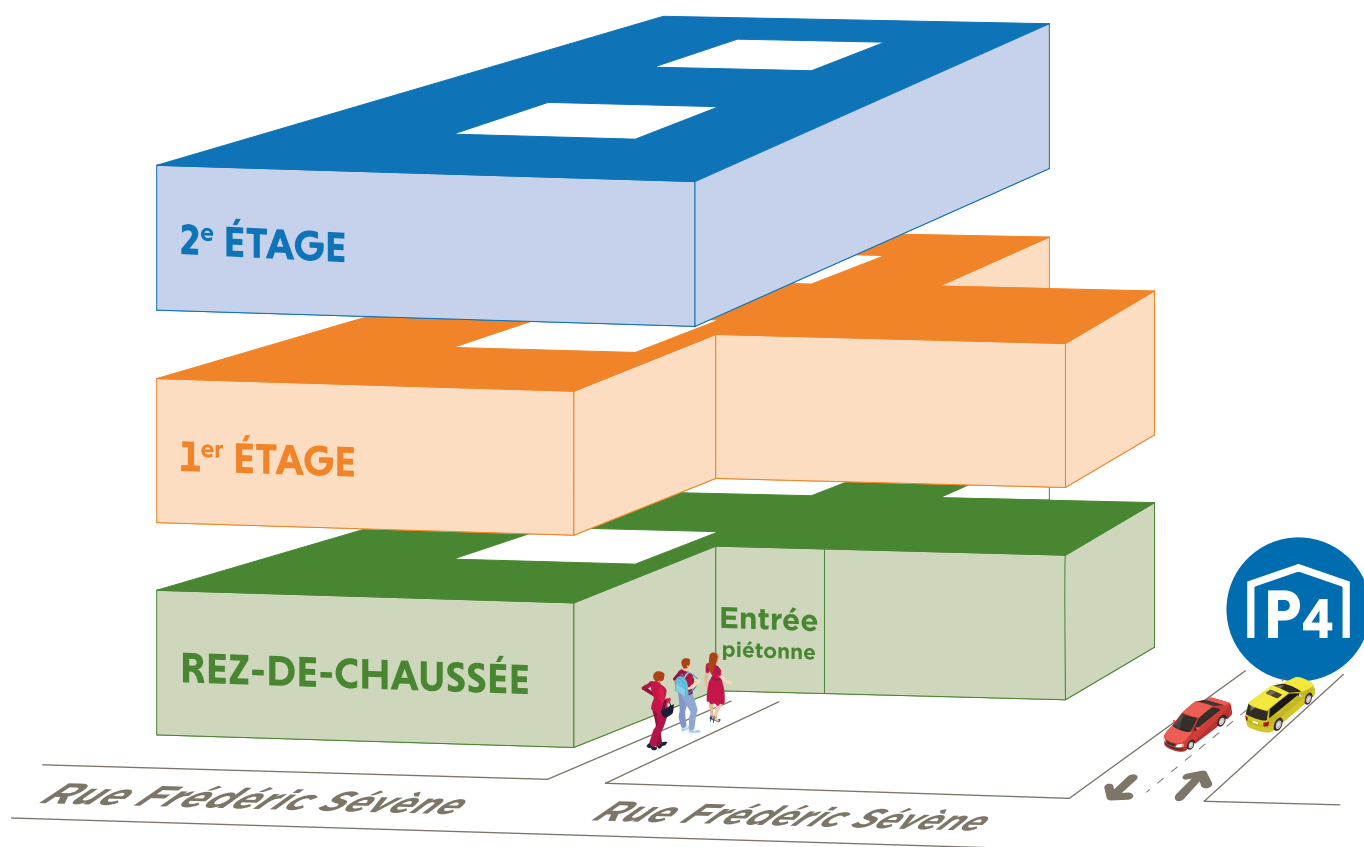 2e ÉTAGE
1er ÉTAGE
REZ-DE-CHAUSSÉE
Entrée
piétonne
P4
Rue Frédéric Sévène
Rue Frédéric Sévène